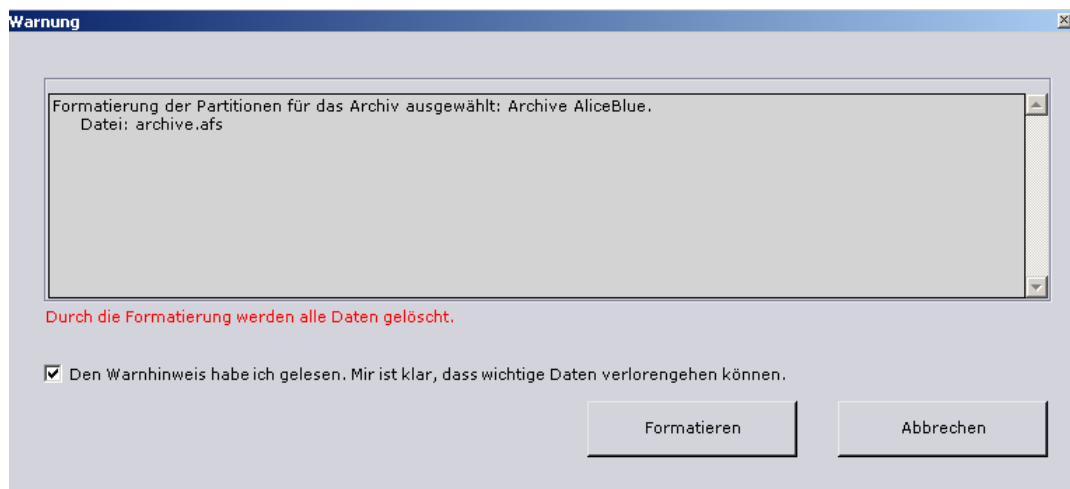 Warnung
Formatierung der Partitionen für das Archiv ausgewählt: Archive AliceBlue.
Datei: archive.afs
Durch die Formatierung werden alle Daten gelöscht.
Den Warnhinweis habe ich gelesen. Mir ist klar, dass wichtige Daten verlorengehen können.
Formatieren
Abbrechen